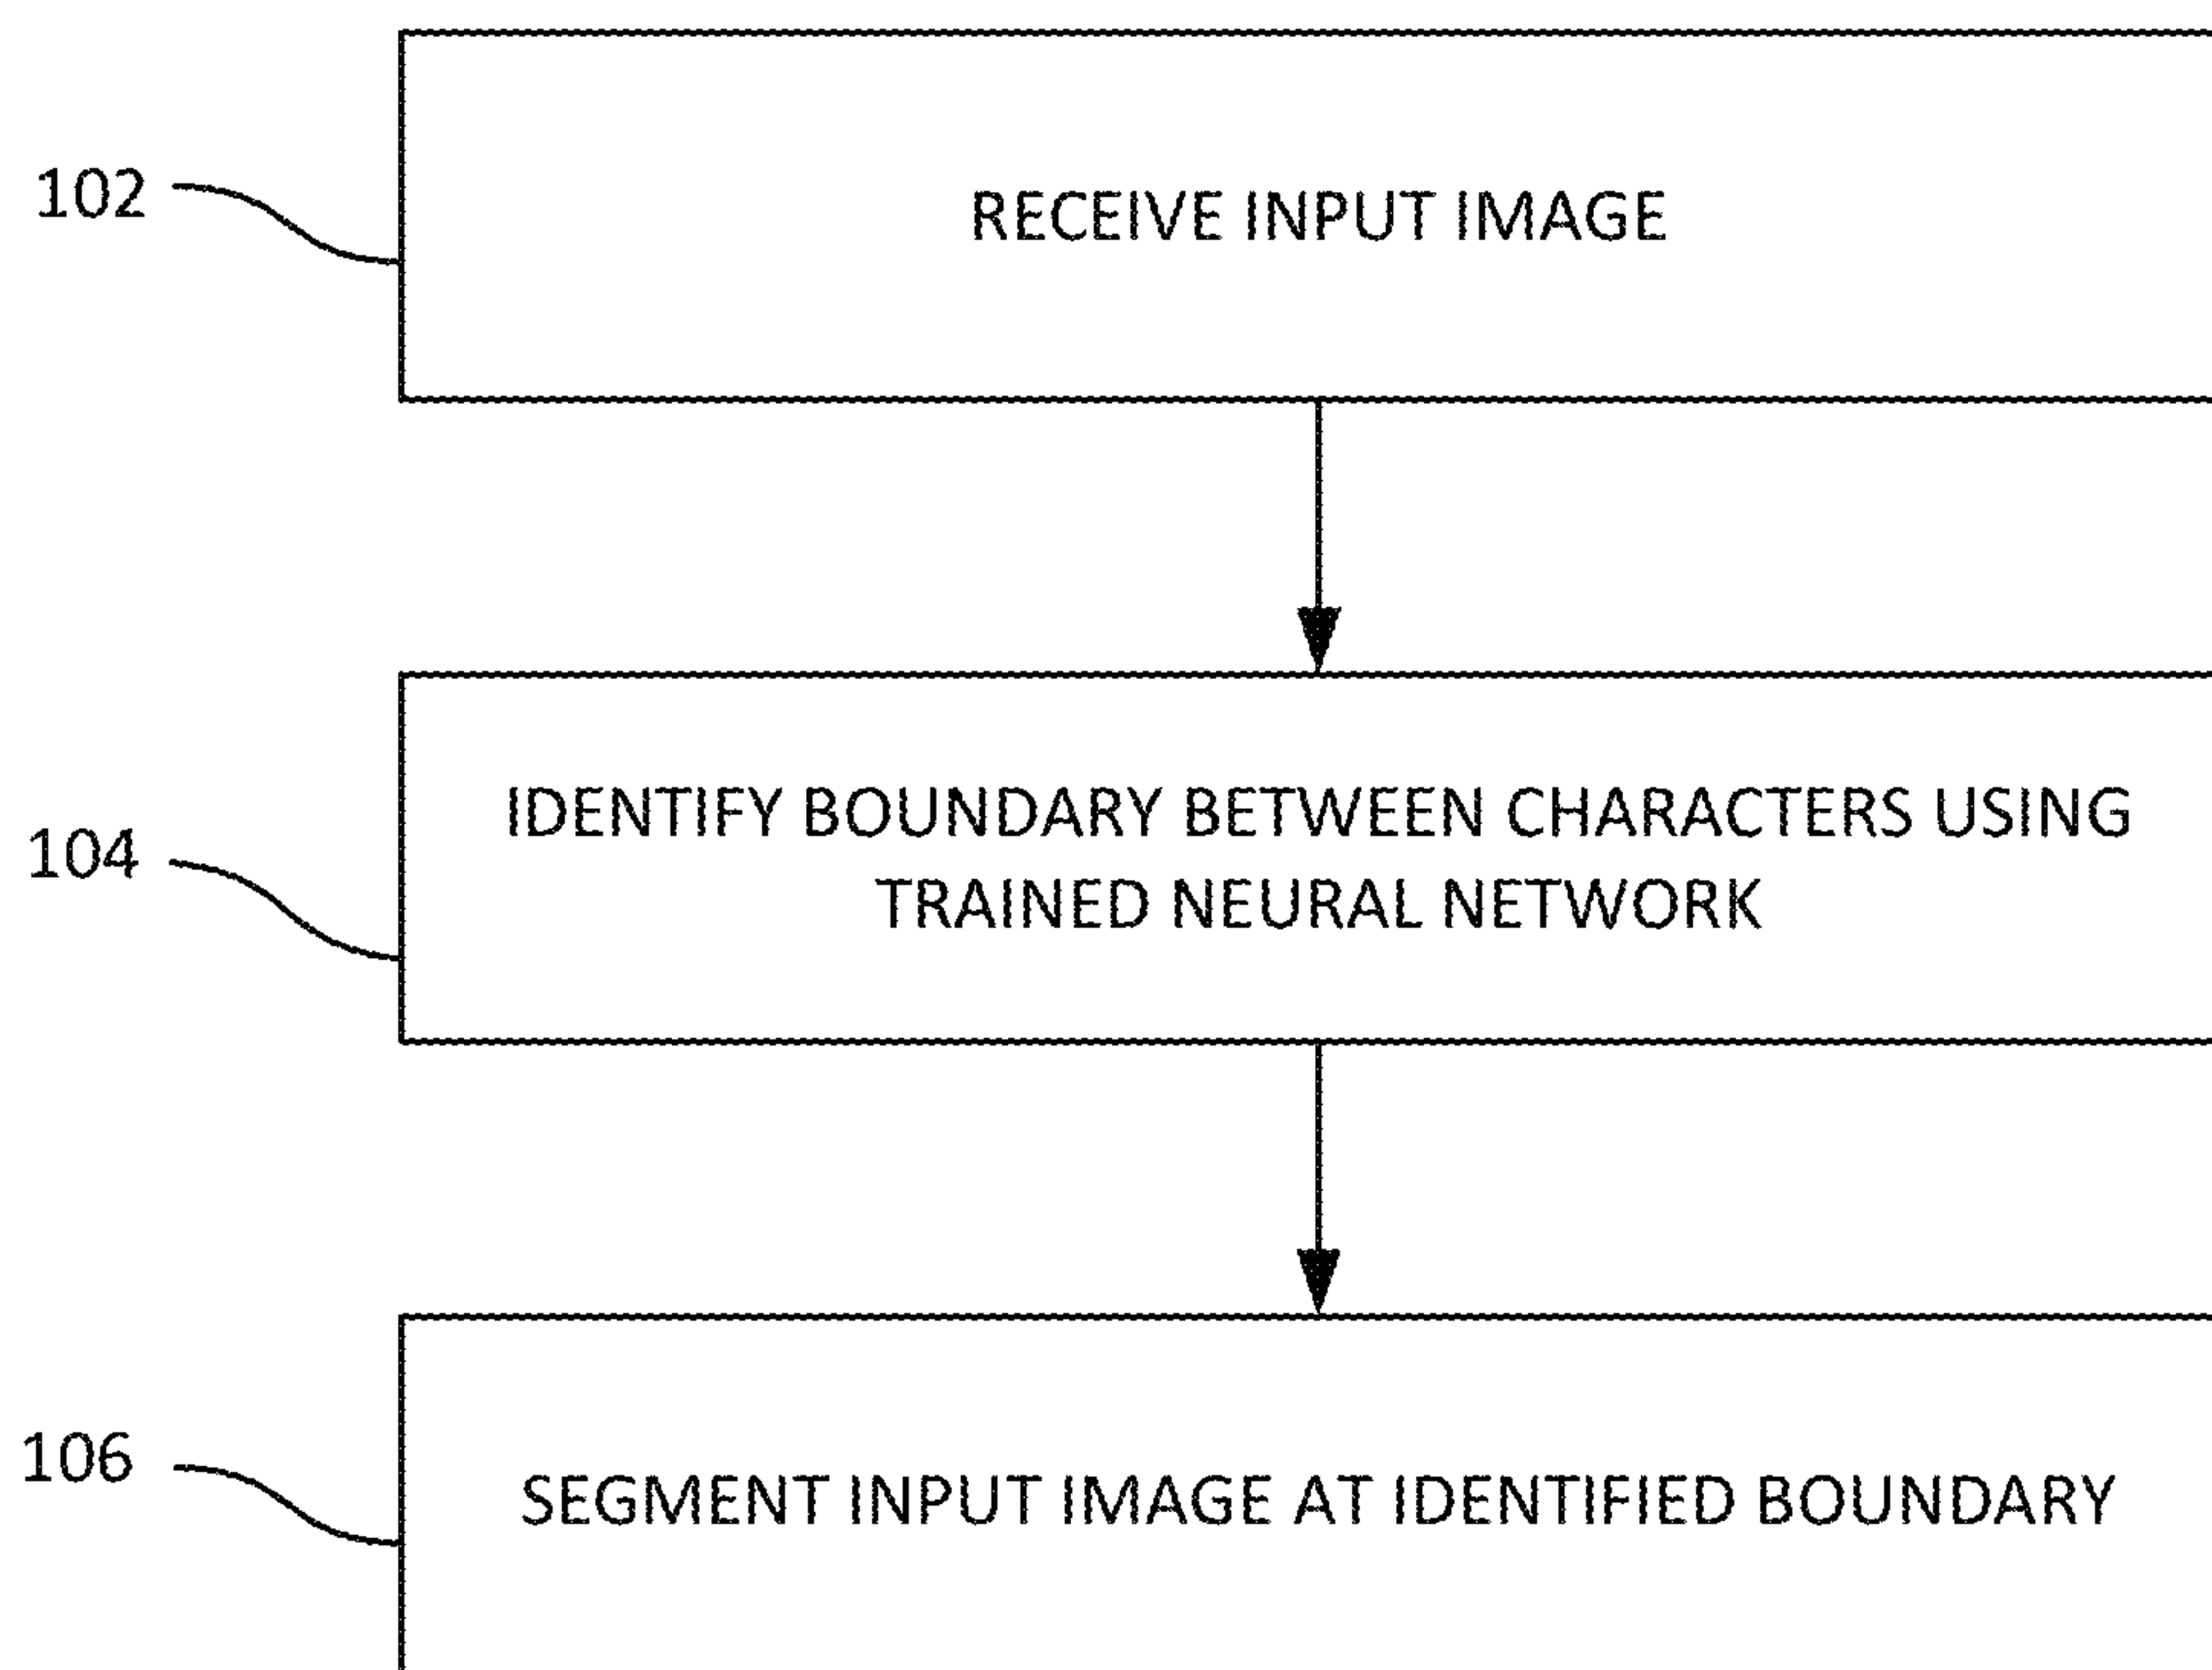 102
RECEIVE INPUT IMAGE
104
IDENTIFY BOUNDARY BETWEEN CHARACTERS USING
TRAINED NEURAL NETWORK
106
SEGMENT INPUT IMAGE AT IDENTIFIED BOUNDARY